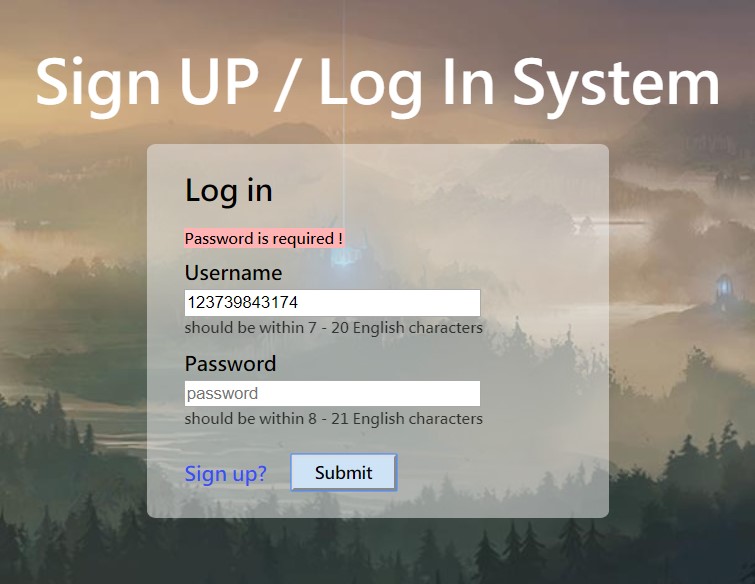 Sign UP / Log In System
Log in
Password is required !
Username
123739843174
should be within 7 - 20 English characters
Password
password
should be within 8 - 21 English characters
Sign up?
Submit